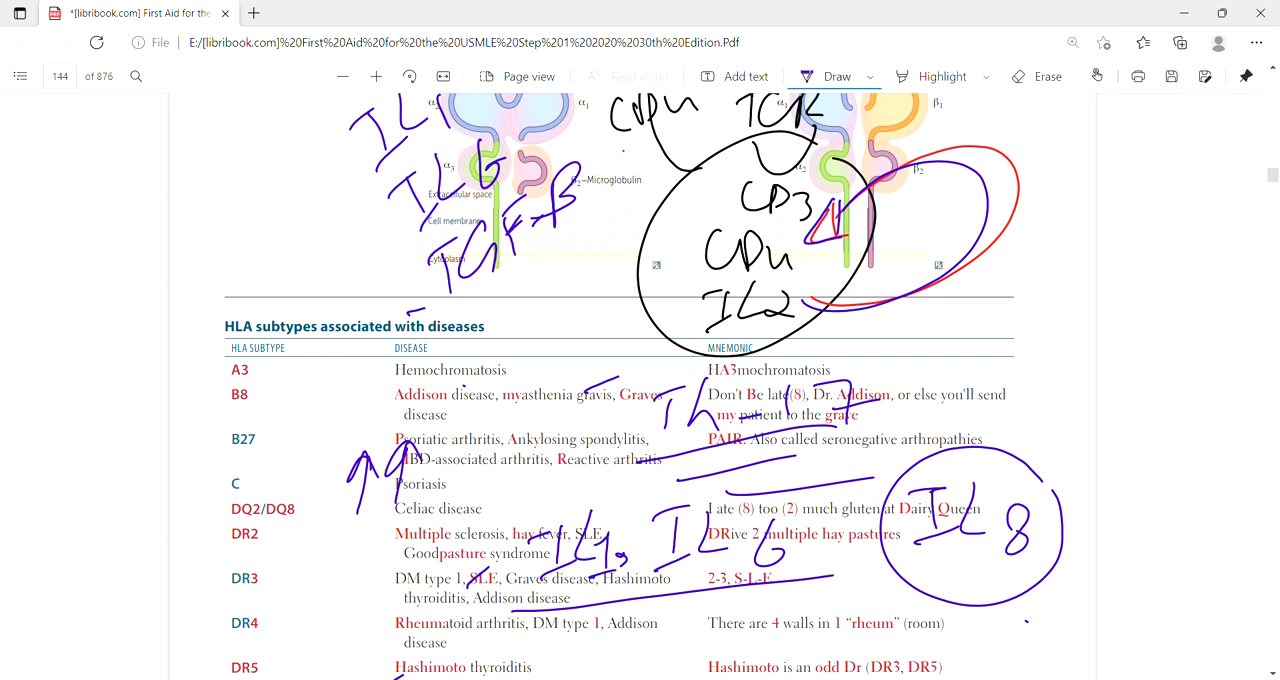 *[libribook.com] First Aid for the
File E:/[libribook.com]%20First%20Aid%20for%20the%20USMLE%20Step%201%202020%2030th%20Edition.Pdf
144 of 876 Page view Read aloud Add text Draw Highlight Erase
α₁ α₁ β₁
IL1 CD4 TCR
α₃ α₂ β₂
β₂–Microglobulin
IL6
Extracellular space
CD3
Cell membrane
TGF-β
Cytoplasm
CD4
IL2
HLA subtypes associated with diseases
HLA SUBTYPE DISEASE MNEMONIC
A3 Hemochromatosis HA3mochromatosis
B8 Addison disease, myasthenia gravis, Graves Don't Be late(8), Dr. Addison, or else you'll send
disease my patient to the grave
Th-17
B27 Psoriatic arthritis, Ankylosing spondylitis, PAIR. Also called seronegative arthropathies
IBD-associated arthritis, Reactive arthritis
C Psoriasis
DQ2/DQ8 Celiac disease I ate (8) too (2) much gluten at Dairy Queen
IL8
DR2 Multiple sclerosis, hay fever, SLE, DRive 2 multiple hay pastures
Goodpasture syndrome
IL1, IL6
DR3 DM type 1, SLE, Graves disease, Hashimoto 2-3, S-L-E
thyroiditis, Addison disease
DR4 Rheumatoid arthritis, DM type 1, Addison There are 4 walls in 1 “rheum” (room)
disease
DR5 Hashimoto thyroiditis Hashimoto is an odd Dr (DR3, DR5)